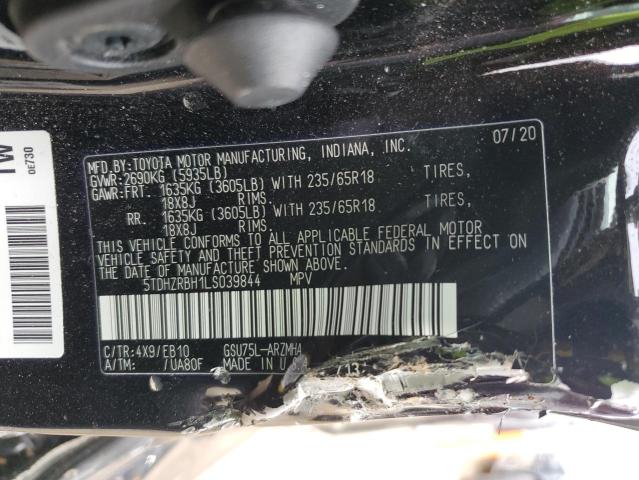 07/20
MFD.BY:TOYOTA MOTOR MANUFACTURING, INDIANA, INC.
GVWR:2690KG (5935LB)
GAWR:FRT. 1635KG (3605LB) WITH 235/65R18 TIRES,
18X8J RIMS.
RR. 1635KG (3605LB) WITH 235/65R18 TIRES,
18X8J RIMS.
THIS VEHICLE CONFORMS TO ALL APPLICABLE FEDERAL MOTOR
VEHICLE SAFETY AND THEFT PREVENTION STANDARDS IN EFFECT ON
THE DATE OF MANUFACTURE SHOWN ABOVE.
5TDHZRBH1LS039844 MPV
C/TR:4X9/EB10 GSU75L-ARZMHA
A/TM: /UA80F MADE IN U.S.
13
0E730